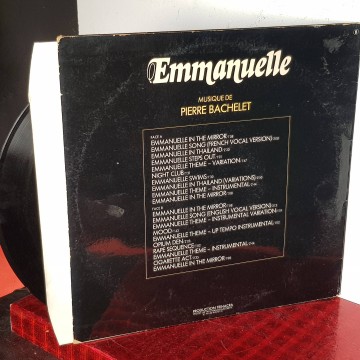 Emmanuelle
MUSIQUE DE
PIERRE BACHELET
FACE A
EMMANUELLE IN THE MIRROR
EMMANUELLE SONG (FRENCH VOCAL VERSION)
EMMANUELLE IN THAILAND
EMMANUELLE STEPS OUT
EMMANUELLE THEME - VARIATION
NIGHT CLUB
EMMANUELLE SWIMS
EMMANUELLE IN THAILAND (VARIATIONS)
EMMANUELLE THEME - INSTRUMENTAL
EMMANUELLE IN THE MIRROR
FACE B
EMMANUELLE IN THE MIRROR
EMMANUELLE SONG (ENGLISH VOCAL VERSION)
EMMANUELLE THEME - INSTRUMENTAL VARIATION
MOOD
EMMANUELLE THEME - UP TEMPO INSTRUMENTAL
OPIUM DEN
RAPE SEQUENCE
EMMANUELLE THEME - INSTRUMENTAL
CIGARETTE ACT
EMMANUELLE IN THE MIRROR